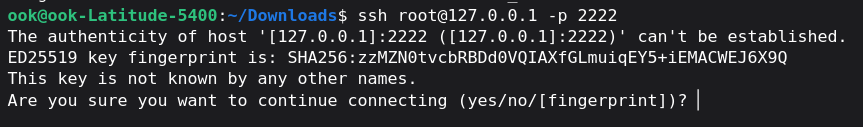 ook@ook-Latitude-5400:~/Downloads$ ssh root@127.0.0.1 -p 2222
The authenticity of host '[127.0.0.1]:2222 ([127.0.0.1]:2222)' can't be established.
ED25519 key fingerprint is: SHA256:zzMZN0tvcbRBDd0VQIAXfGLmuiqEY5+iEMACWEJ6X9Q
This key is not known by any other names.
Are you sure you want to continue connecting (yes/no/[fingerprint])?